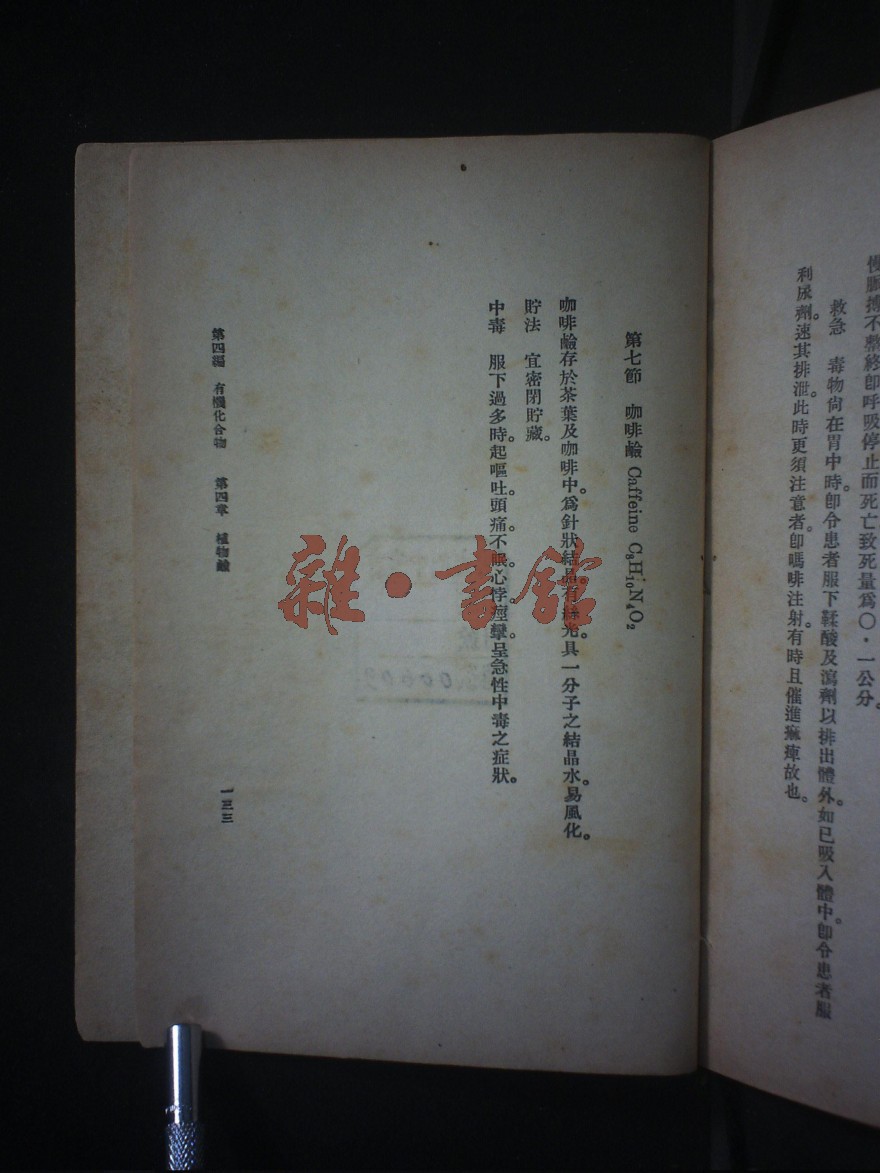 慢脈搏不整終卽呼吸停止而死亡致死量爲〇·一公分。
救急　毒物尙在胃中時。卽令患者服下鞣酸及瀉劑以排出體外。如已吸入體中。卽令患者服
利尿劑。速其排泄。此時更須注意者。卽嗎啡注射。有時且催進痲痺故也。
第七節　咖啡鹼 Caffeine C₈H₁₀N₄O₂
咖啡鹼存於茶葉及咖啡中。爲針狀結晶。有絲光。具一分子之結晶水。易風化。
貯法　宜密閉貯藏。
中毒　服下過多時。起嘔吐。頭痛。不眠。心悸。痙攣。呈急性中毒之症狀。
第四編　有機化合物　第四章　植物鹼
一三三
雜·書館